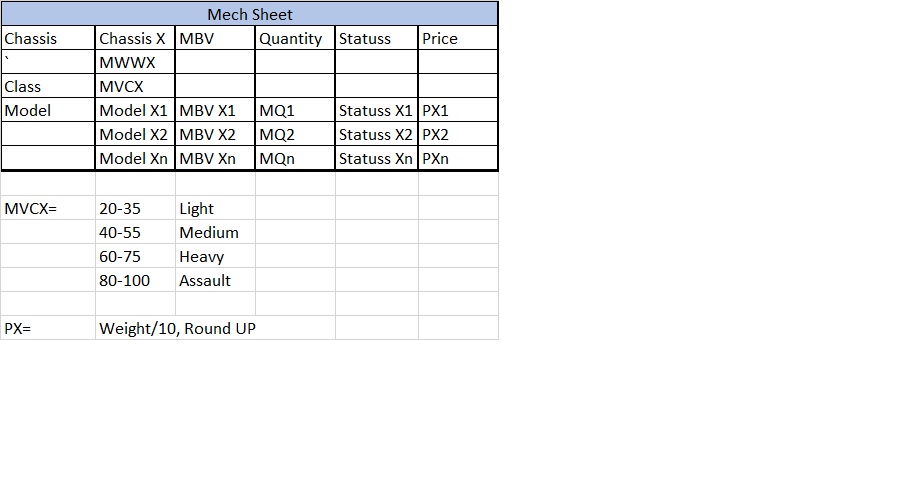 Mech Sheet
Chassis Chassis X MBV Quantity Statuss Price
` MWWX
Class MVCX
Model Model X1 MBV X1 MQ1 Statuss X1 PX1
Model X2 MBV X2 MQ2 Statuss X2 PX2
Model Xn MBV Xn MQn Statuss Xn PXn
MVCX= 20-35 Light
40-55 Medium
60-75 Heavy
80-100 Assault
PX= Weight/10, Round UP